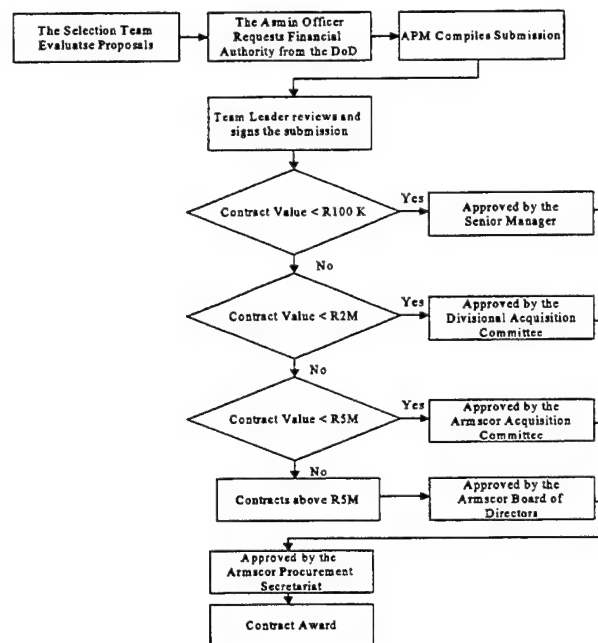 The Selection Team
Evaluatse Proposals
The Asmin Officer
Requests Financial
Authority from the DoD
APM Compiles Submission
Team Leader reviews and
signs the submission
Contract Value < R100 K
Yes
Approved by the
Senior Manager
No
Contract Value < R2M
Yes
Approved by the
Divisional Acquisition
Committee
No
Contract Value < R5M
Yes
Approved by the
Armscor Acquisition
Committee
No
Contracts above R5M
Approved by the
Armscor Board of
Directors
Approved by the
Armscor Procurement
Secretariat
Contract Award